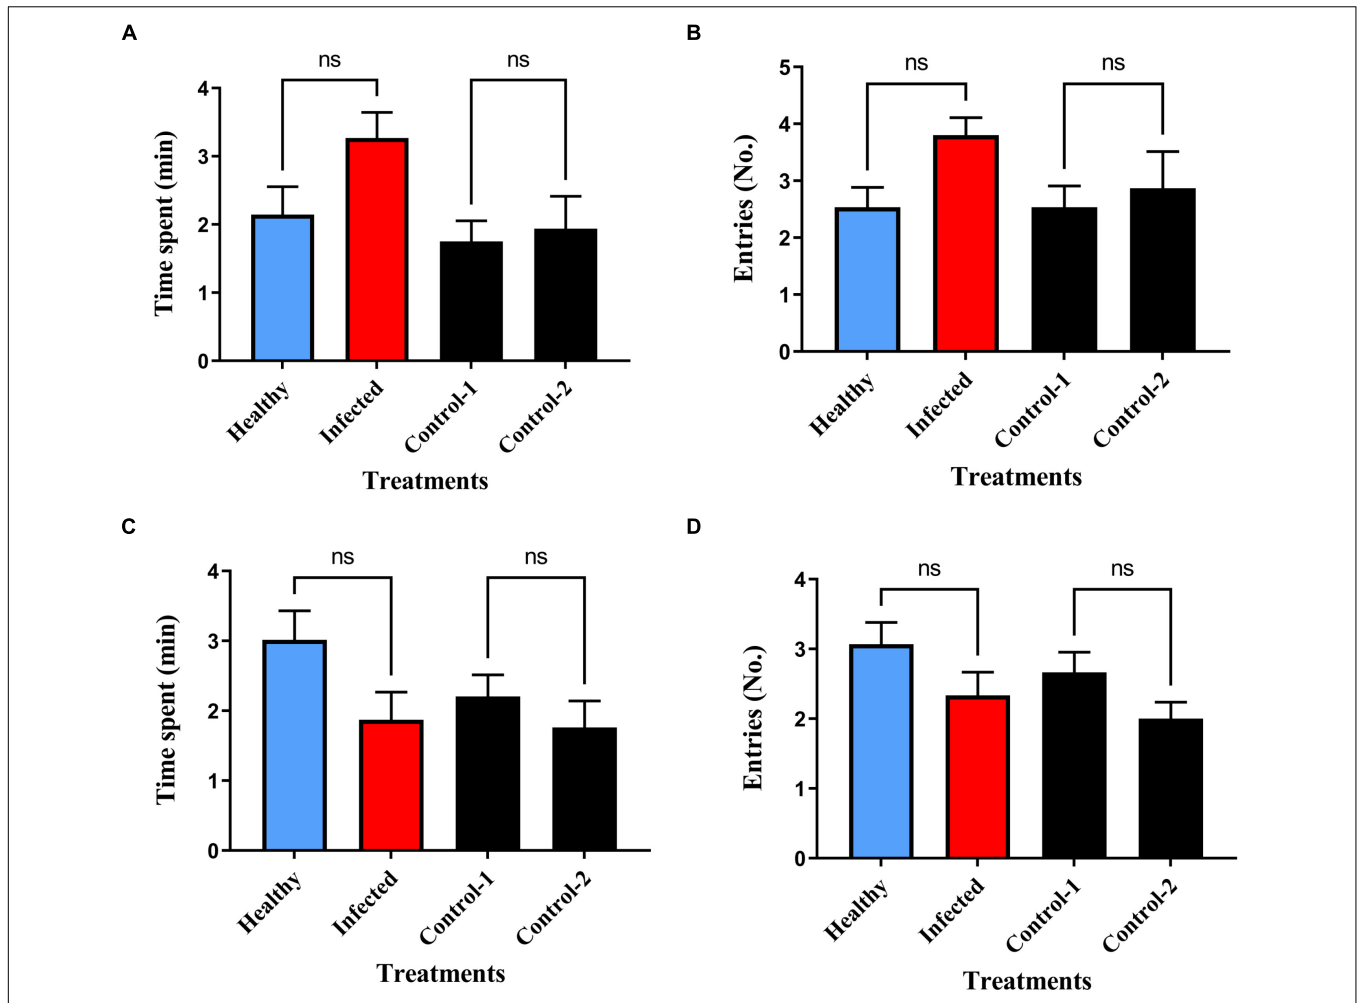 A
ns
ns
Time spent (min)
4
3
2
1
0
Healthy
Infected
Control-1
Control-2
Treatments
B
ns
ns
Entries (No.)
5
4
3
2
1
0
Healthy
Infected
Control-1
Control-2
Treatments
C
ns
ns
Time spent (min)
4
3
2
1
0
Healthy
Infected
Control-1
Control-2
Treatments
D
ns
ns
Entries (No.)
4
3
2
1
0
Healthy
Infected
Control-1
Control-2
Treatments